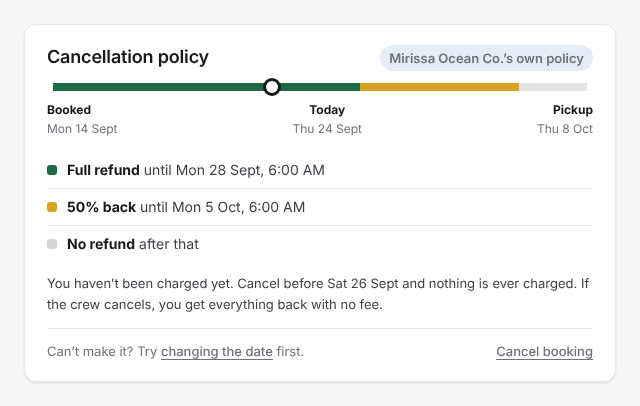 Cancellation policy
Mirissa Ocean Co.’s own policy
Booked
Today
Pickup
Mon 14 Sept
Thu 24 Sept
Thu 8 Oct
Full refund until Mon 28 Sept, 6:00 AM
50% back until Mon 5 Oct, 6:00 AM
No refund after that
You haven’t been charged yet. Cancel before Sat 26 Sept and nothing is ever charged. If
the crew cancels, you get everything back with no fee.
Can’t make it? Try changing the date first.
Cancel booking